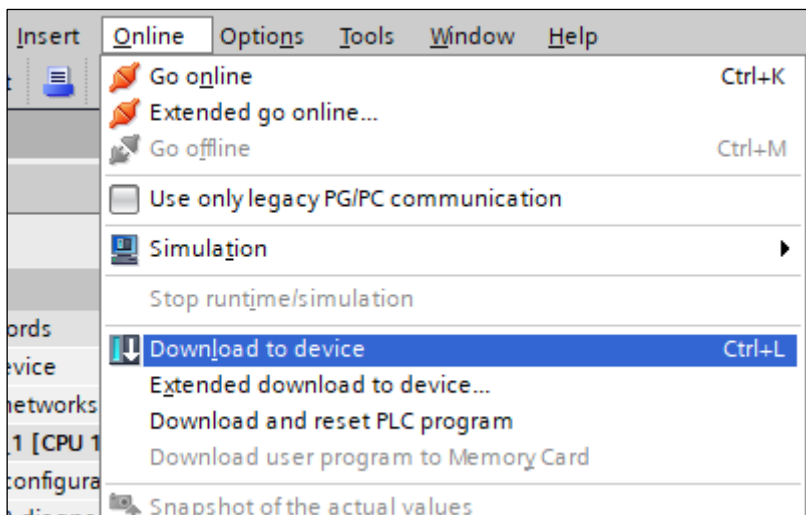 Insert Online Options Tools Window Help
Go online Ctrl+K
Extended go online...
Go offline Ctrl+M
Use only legacy PG/PC communication
Simulation
Stop runtime/simulation
ords
Download to device Ctrl+L
evice
Extended download to device...
networks
Download and reset PLC program
_1 [CPU 1
Download user program to Memory Card
configura
Snapshot of the actual values